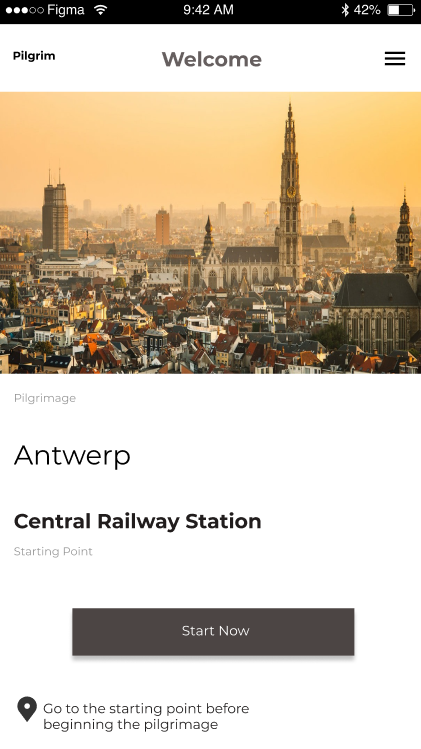 Figma 9:42 AM 42%
Pilgrim Welcome
Pilgrimage
Antwerp
Central Railway Station
Starting Point
Start Now
Go to the starting point before
beginning the pilgrimage